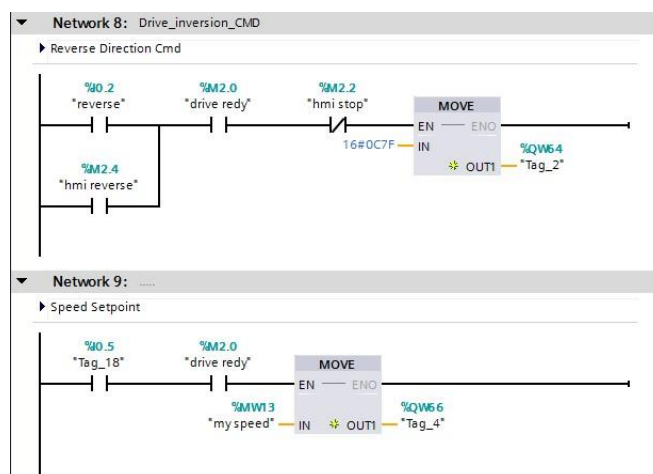 Network 8: Drive_inversion_CMD
Reverse Direction Cmd
%I0.2 %M2.0 %M2.2
"reverse" "drive redy" "hmi stop"
MOVE
EN ENO
16#0C7F IN
%QW64
OUT1 "Tag_2"
%M2.4
"hmi reverse"
Network 9: .....
Speed Setpoint
%I0.5 %M2.0
"Tag_18" "drive redy"
MOVE
EN ENO
%MW13 %QW66
"my speed" IN OUT1 "Tag_4"